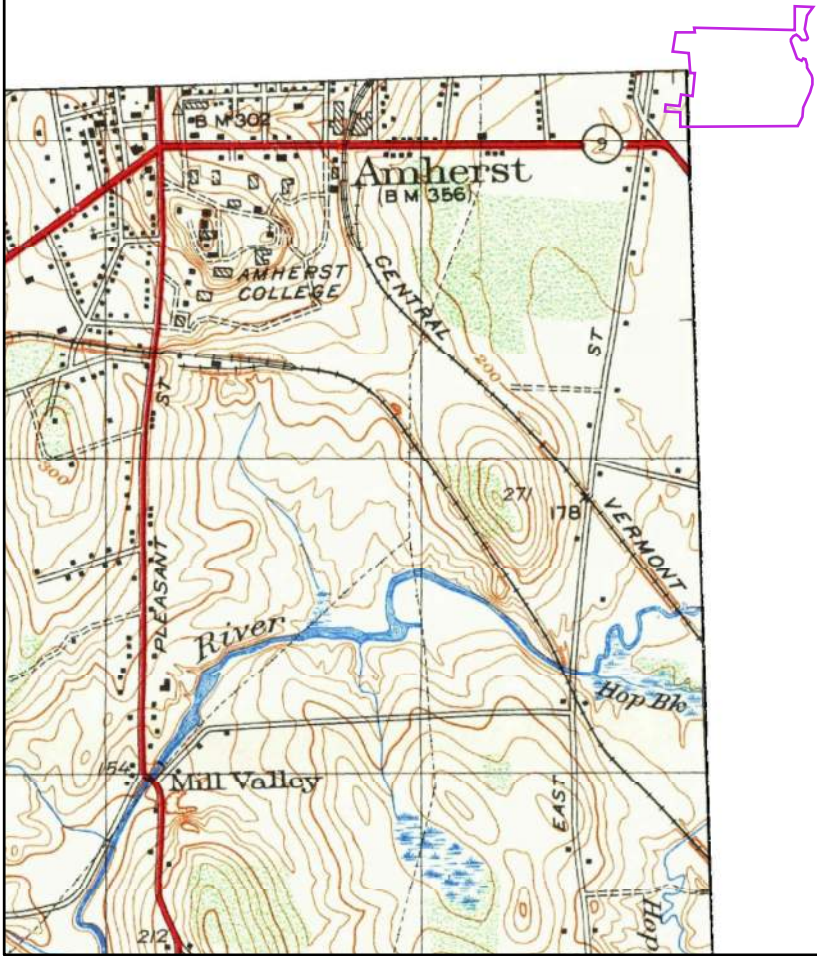 B M 302
9
Amherst
(B M 356)
AMHERST
COLLEGE
CENTRAL
200
ST
ST
300
271
178
VERMONT
PLEASANT
River
Hop Bk
154
Mill Valley
EAST
Hop
212